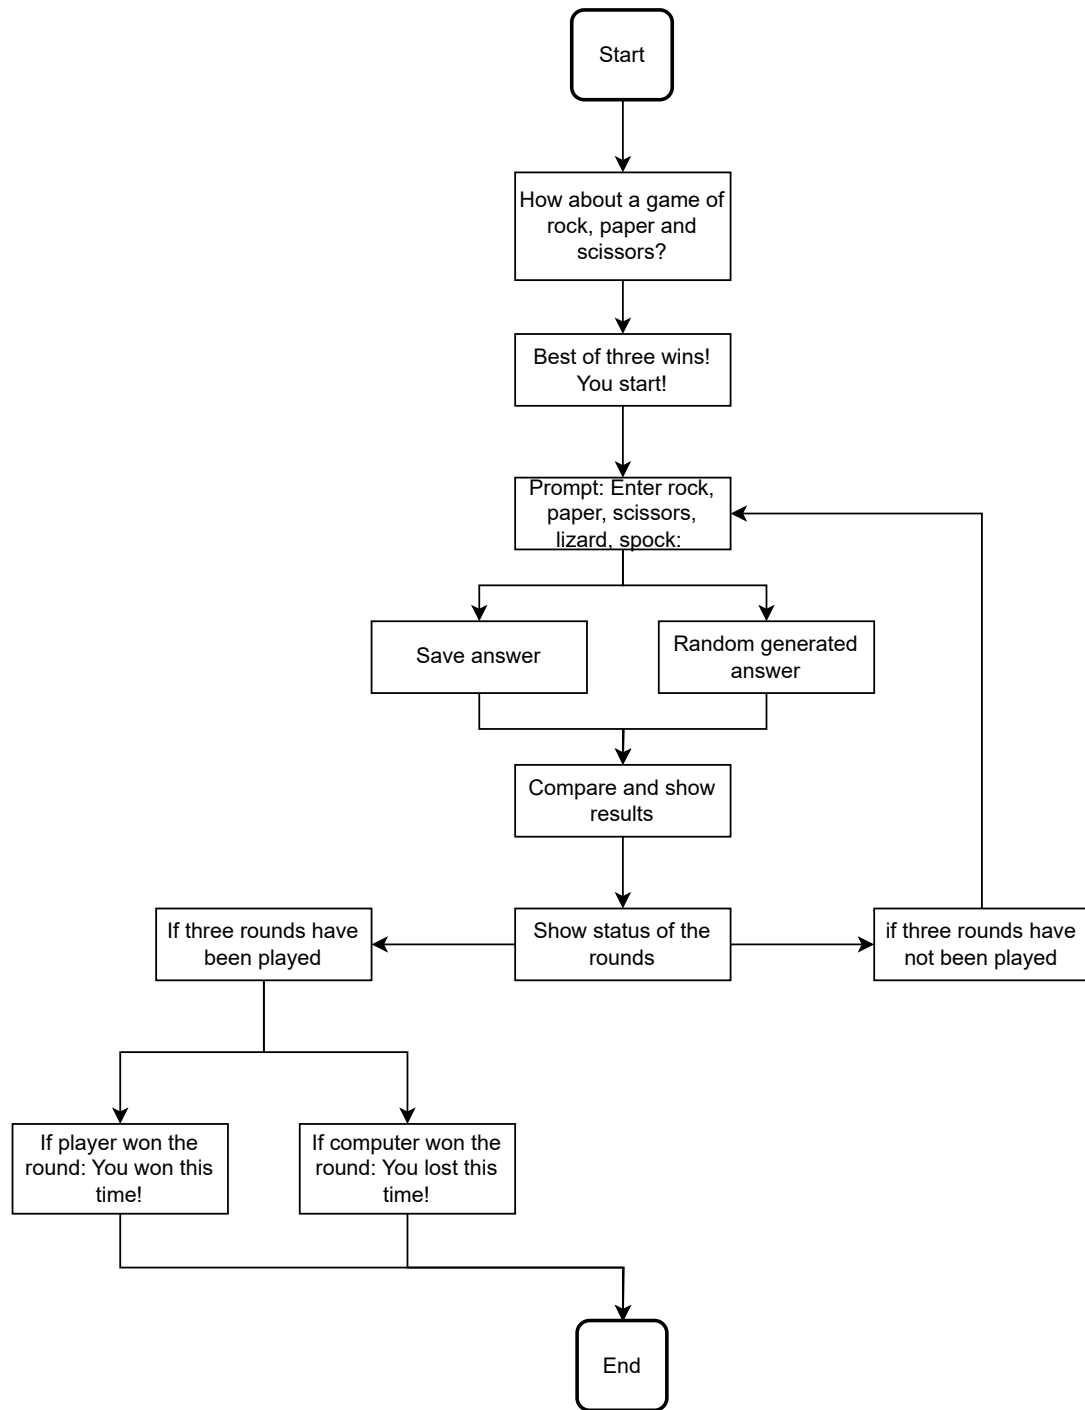 Start
How about a game of
rock, paper and
scissors?
Best of three wins!
You start!
Prompt: Enter rock,
paper, scissors,
lizard, spock:
Save answer
Random generated
answer
Compare and show
results
If three rounds have
been played
Show status of the
rounds
if three rounds have
not been played
If player won the
round: You won this
time!
If computer won the
round: You lost this
time!
End